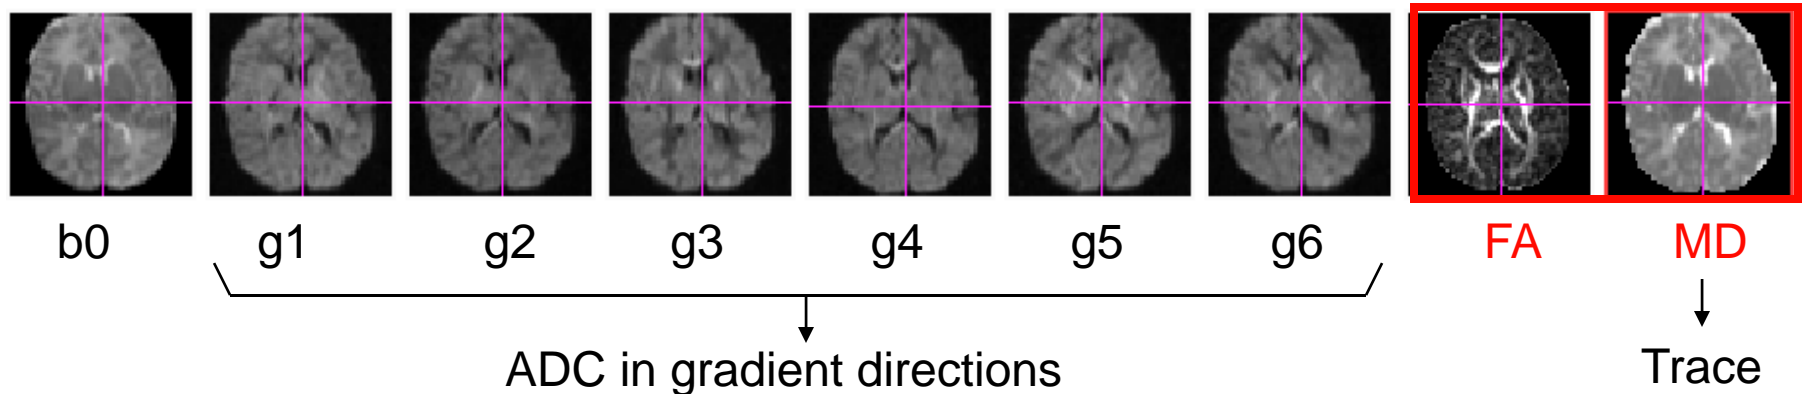 b0 g1 g2 g3 g4 g5 g6 FA MD
ADC in gradient directions Trace